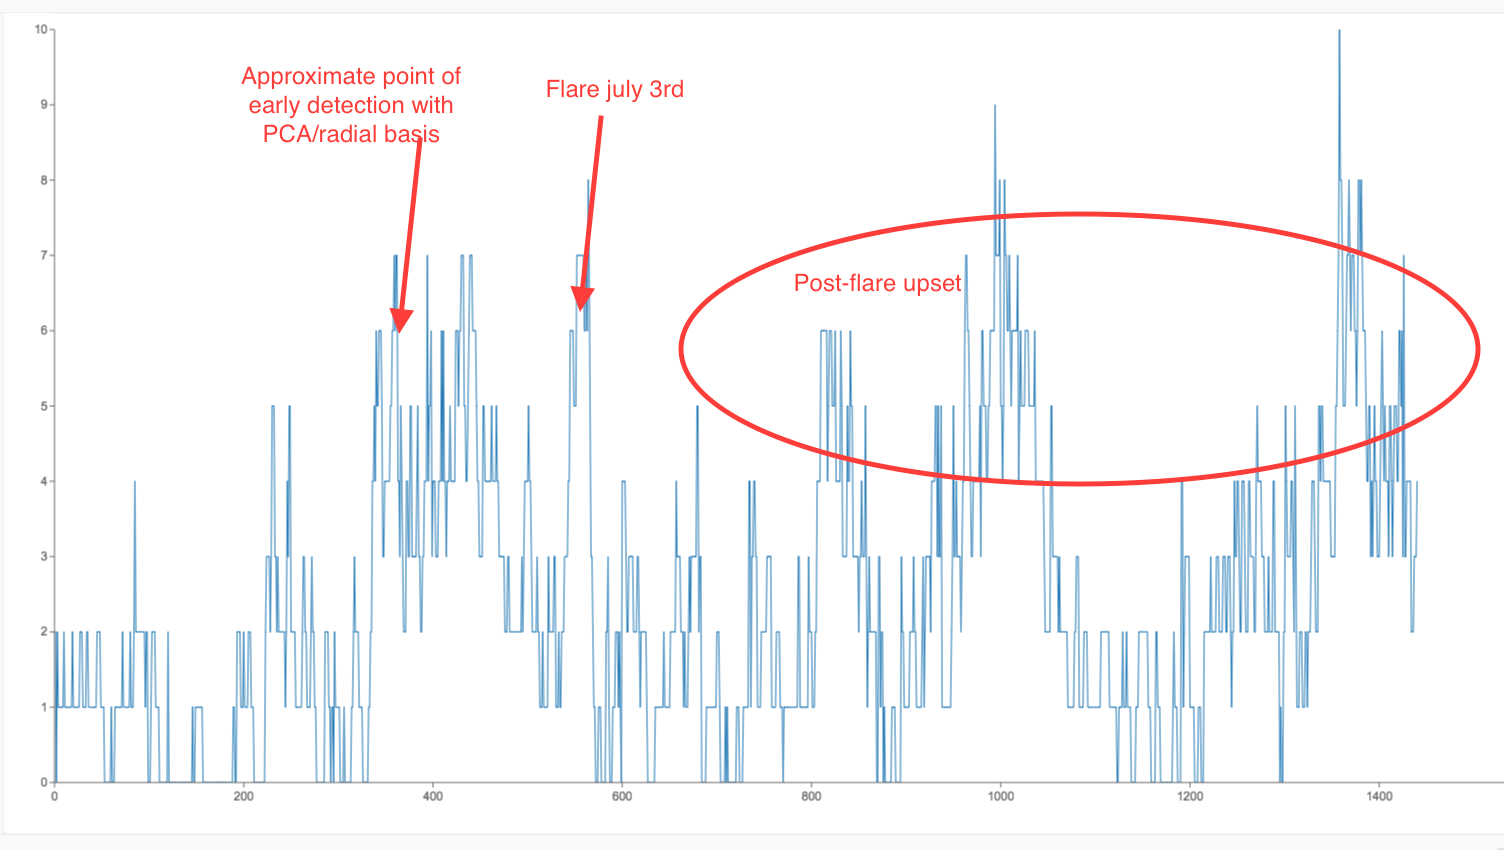 10
Approximate point of
early detection with
PCA/radial basis
Flare july 3rd
9
8
7
Post-flare upset
6
5
4
3
2
1
0
0 200 400 600 800 1000 1200 1400